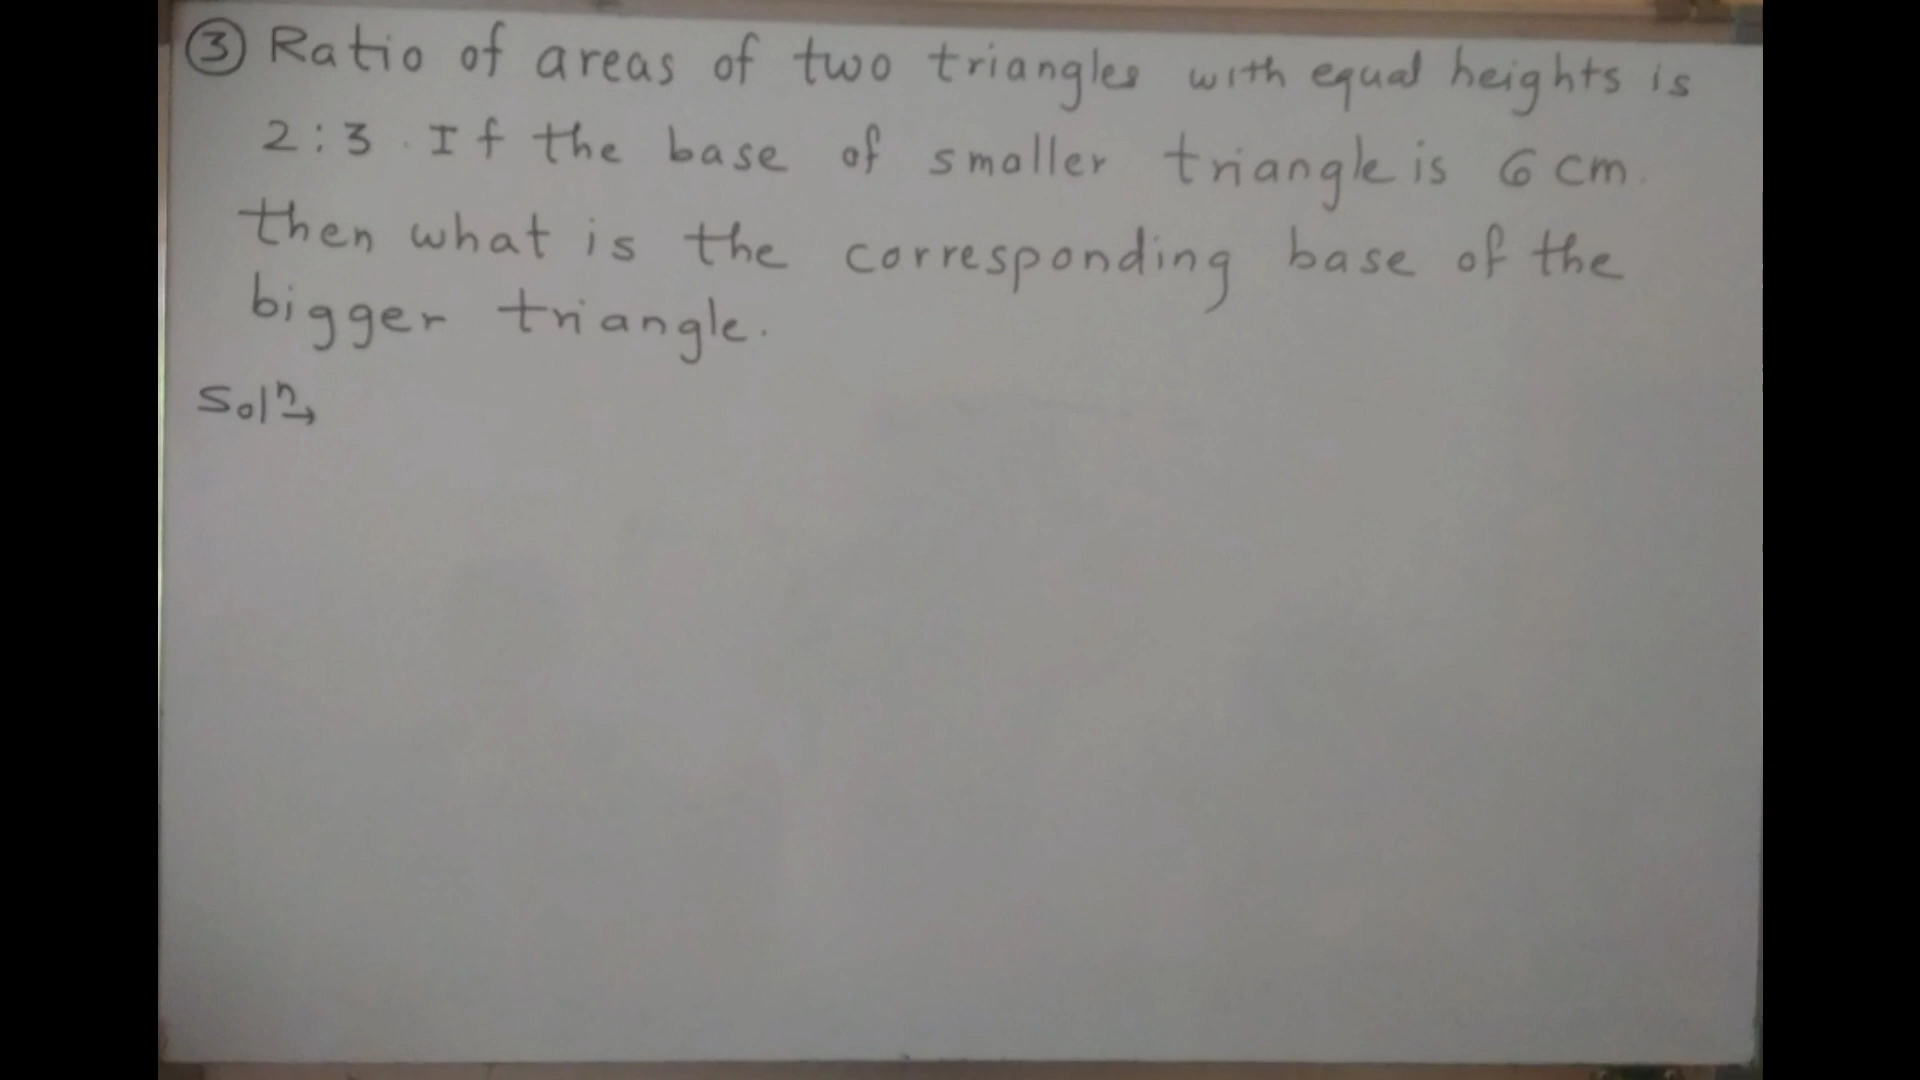 ③ Ratio of areas of two triangles with equal heights is
2:3. If the base of smaller triangle is 6 cm.
then what is the corresponding base of the
bigger triangle.
Solⁿ→